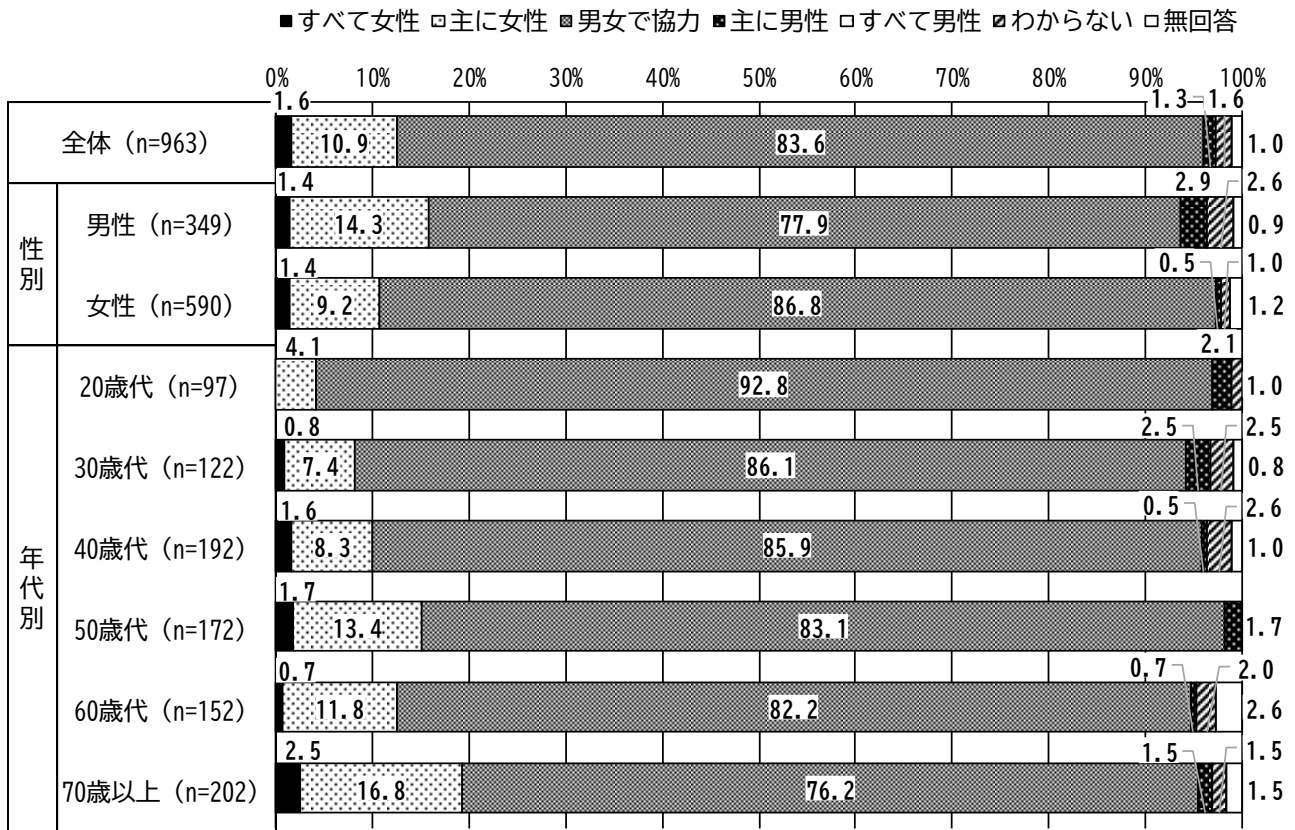 ■すべて女性 □主に女性 ■男女で協力 ■主に男性 □すべて男性 ■わからない □無回答
0% 10% 20% 30% 40% 50% 60% 70% 80% 90% 100%
1.6 1.3 1.6
全体（n=963） 10.9 83.6 1.0
1.4 2.9 2.6
男性（n=349） 14.3 77.9 0.9
性別
1.4 0.5 1.0
女性（n=590） 9.2 86.8 1.2
4.1 2.1
20歳代（n=97） 92.8 1.0
0.8 2.5 2.5
30歳代（n=122） 7.4 86.1 0.8
1.6 0.5 2.6
40歳代（n=192） 8.3 85.9 1.0
年代別
1.7
50歳代（n=172） 13.4 83.1 1.7
0.7 0.7 2.0
60歳代（n=152） 11.8 82.2 2.6
2.5 1.5 1.5
70歳以上（n=202） 16.8 76.2 1.5